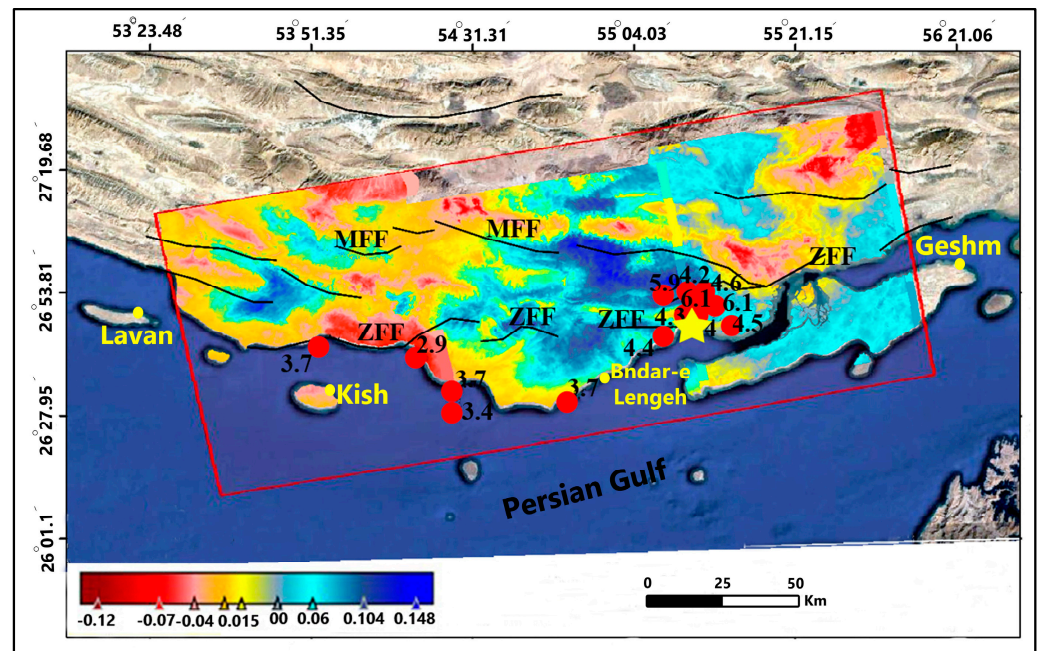 53° 23.48′ 53° 51.35′ 54° 31.31′ 55° 04.03′ 55° 21.15′ 56° 21.06′
27° 19.68′
26° 53.81′
26° 27.95′
26° 01.1′
MFF MFF
Geshm
ZFF
5.9 4.2 4.6
6.1 6.1
Lavan
ZFF ZFF ZFF 4.3 4 4.5
3.7 2.9 4.4
Bndar-e
Lengeh
Kish 3.7 3.7
3.4
Persian Gulf
-0.12 -0.07 -0.04 0.015 00 0.06 0.104 0.148
0 25 50
Km